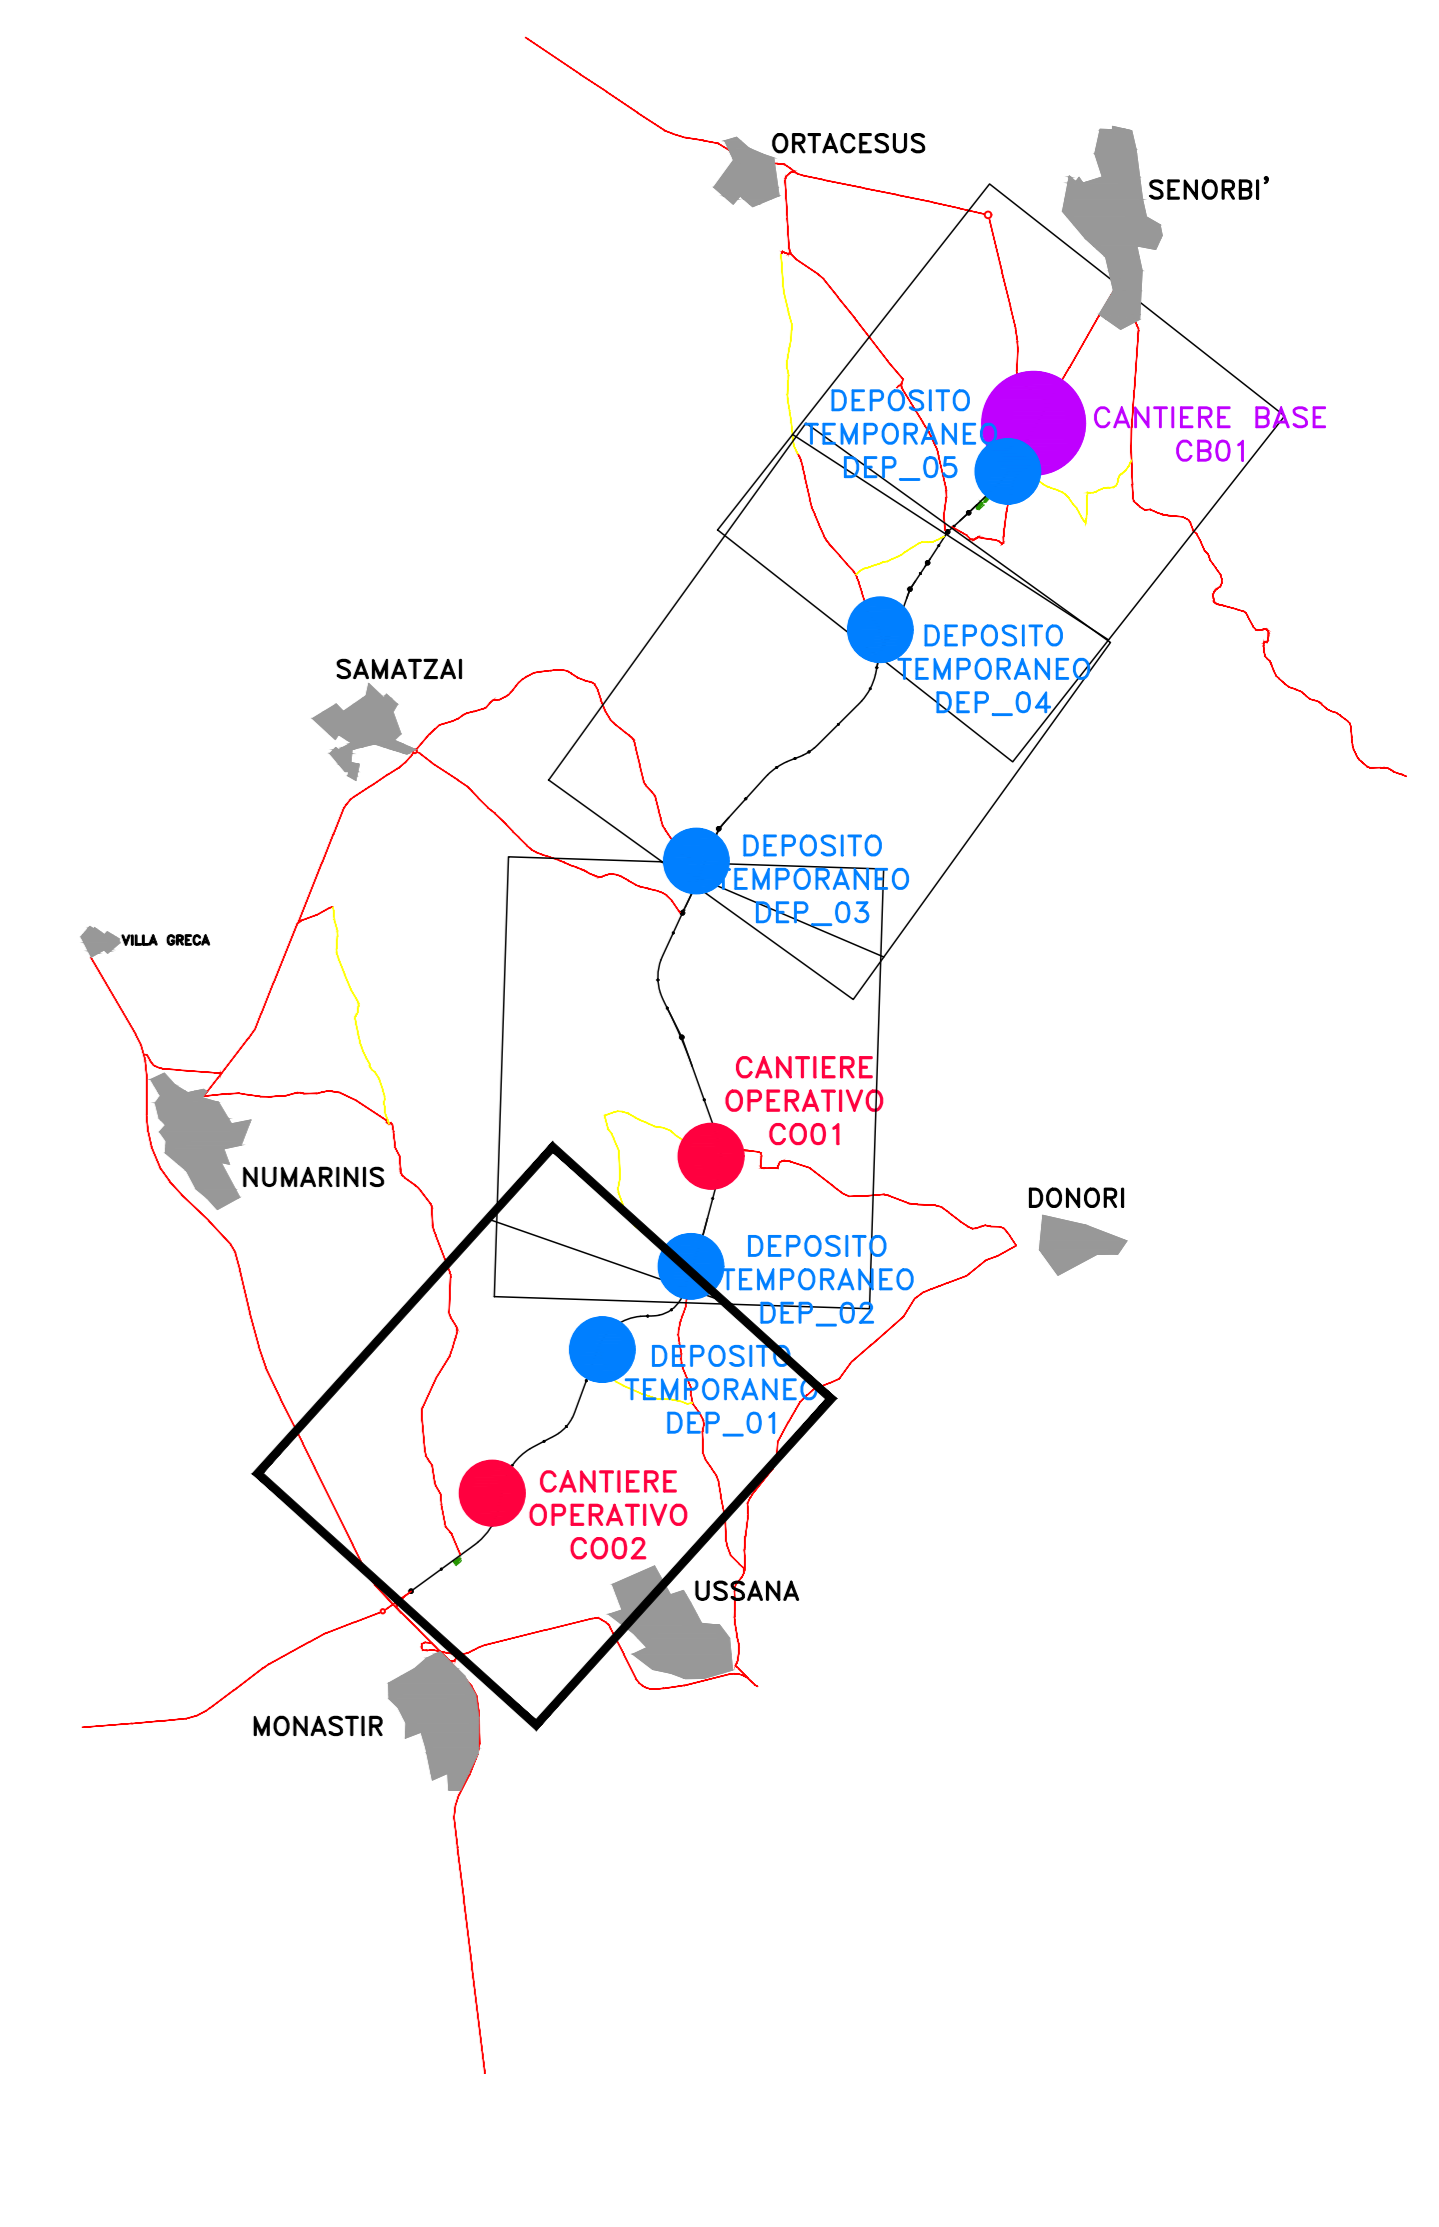 ORTACESUS
SENORBI'
DEPOSITO
TEMPORANEO
DEP_05
CANTIERE BASE
CB01
DEPOSITO
TEMPORANEO
DEP_04
SAMATZAI
DEPOSITO
TEMPORANEO
DEP_03
VILLA GRECA
CANTIERE
OPERATIVO
CO01
NUMARINIS
DONORI
DEPOSITO
TEMPORANEO
DEP_02
DEPOSITO
TEMPORANEO
DEP_01
CANTIERE
OPERATIVO
CO02
USSANA
MONASTIR